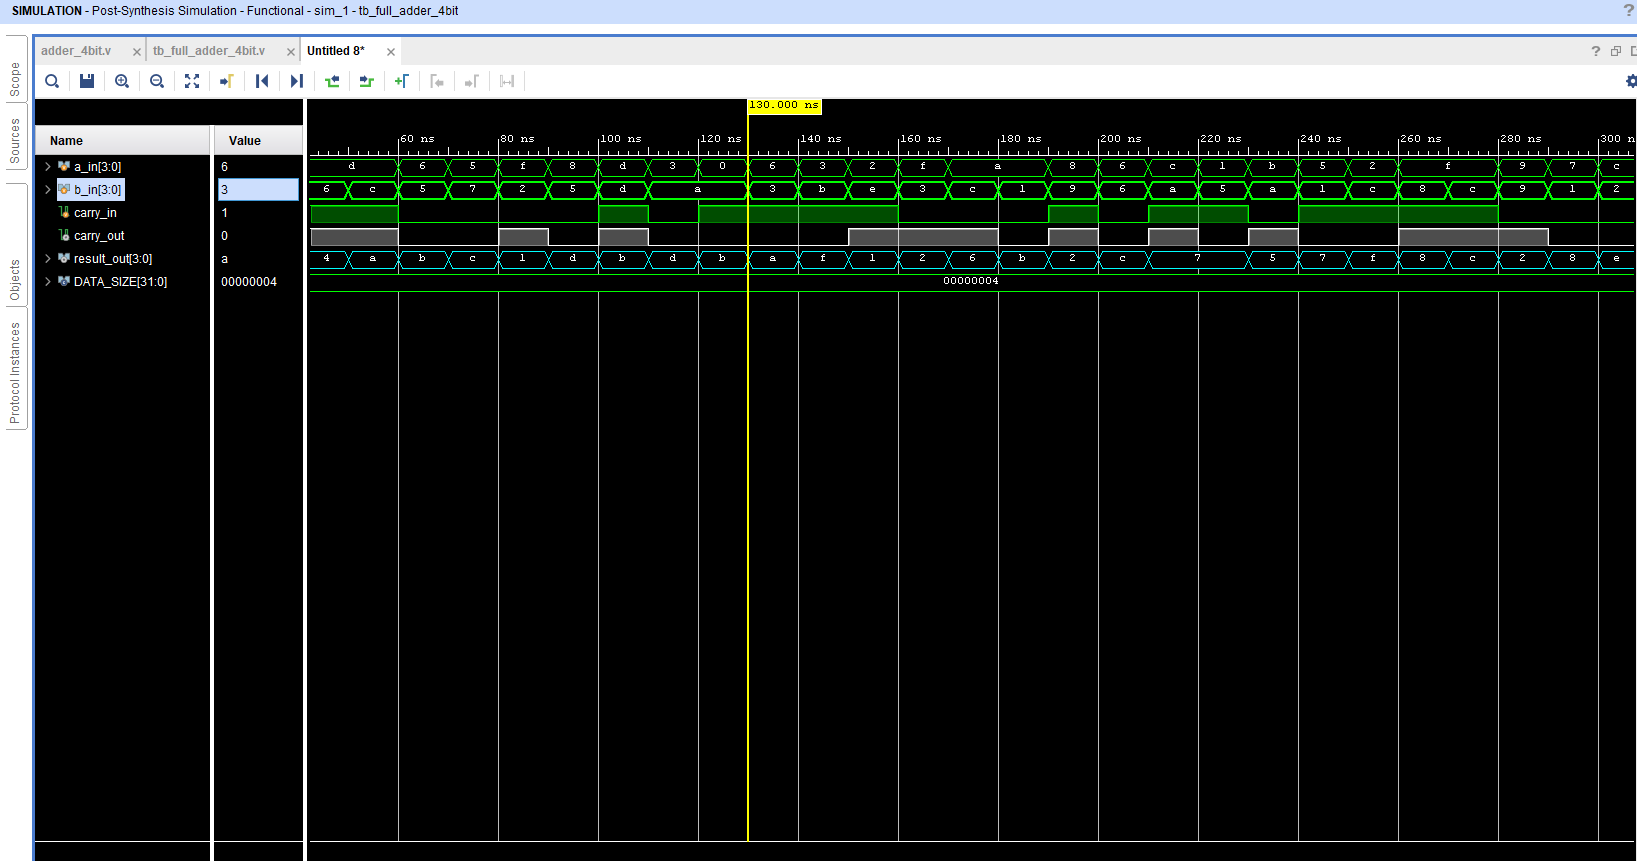 SIMULATION - Post-Synthesis Simulation - Functional - sim_1 - tb_full_adder_4bit ?
adder_4bit.v × tb_full_adder_4bit.v × Untitled 8* × ?
Scope
Sources
Objects
Protocol Instances
130.000 ns
60 ns 80 ns 100 ns 120 ns 140 ns 160 ns 180 ns 200 ns 220 ns 240 ns 260 ns 280 ns 300 n
Name Value
a_in[3:0] 6 d 6 5 f 8 d 3 0 6 3 2 f a 8 6 c 1 b 5 2 f 9 7 c
b_in[3:0] 3 6 c 5 7 2 5 d a 3 b e 3 c 1 9 6 a 5 a 1 c 8 c 9 1 2
carry_in 1
carry_out 0
result_out[3:0] a 4 a b c 1 d b d b a f 1 2 6 b 2 c 7 5 7 f 8 c 2 8 e
DATA_SIZE[31:0] 00000004 00000004